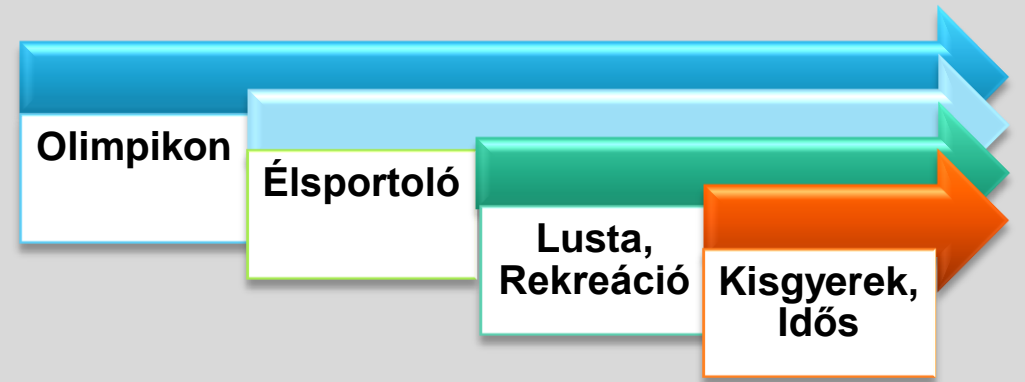 Olimpikon
Élsportoló
Lusta,
Rekreáció
Kisgyerek,
Idős